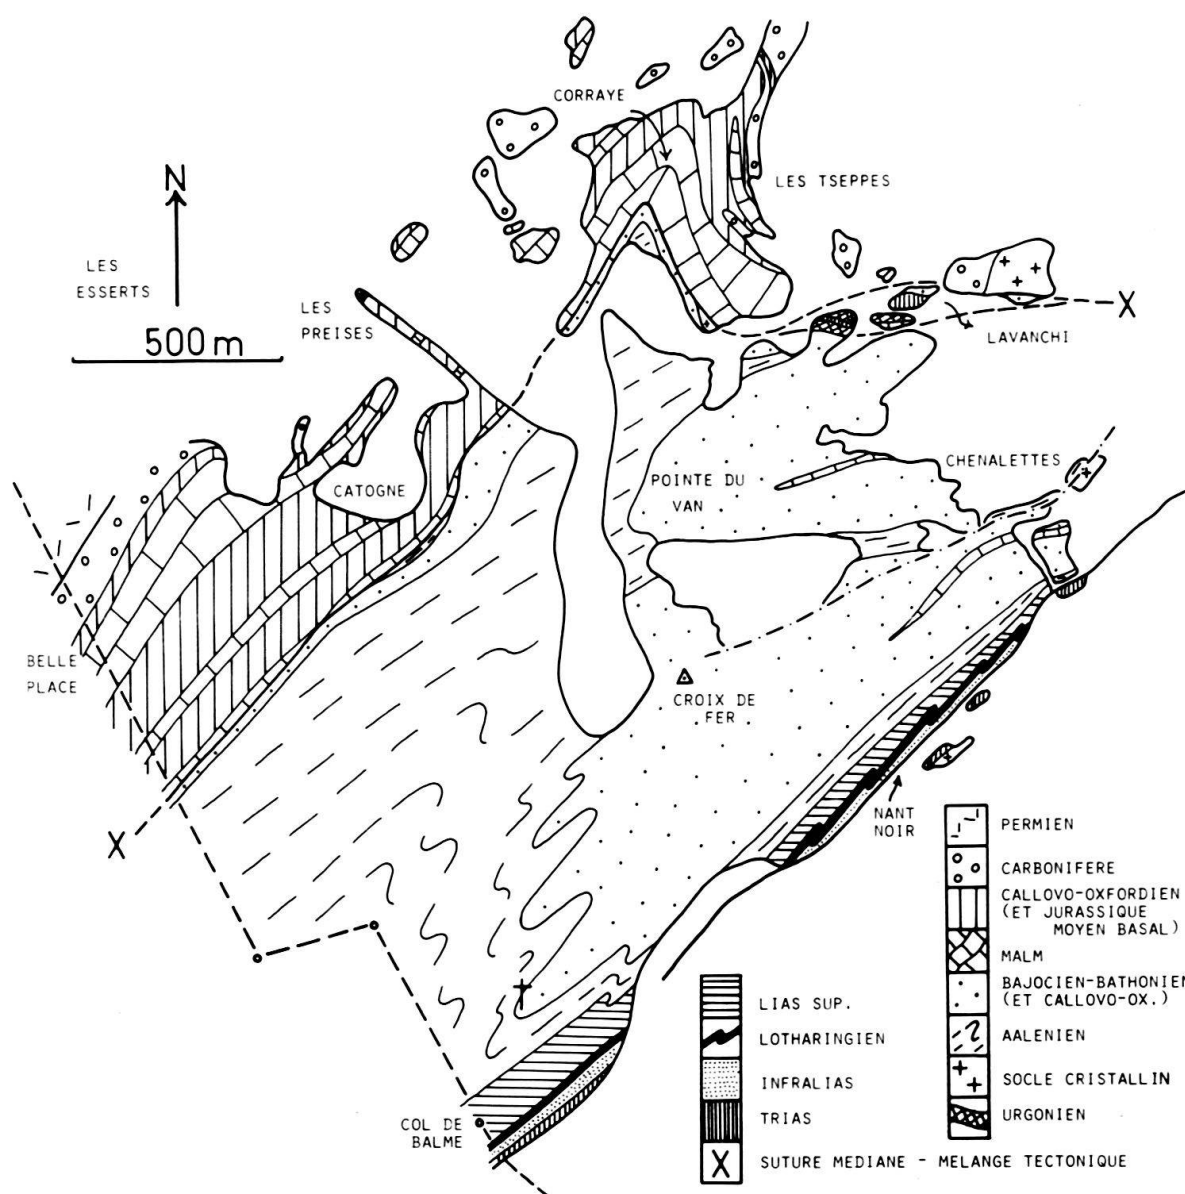 CORRAYE
LES TSEPPES
N
LES
ESSERTS
500m
LES
PREISES
X
LAVANCHI
CATOGNE
POINTE DU
VAN
CHENALETTES
BELLE
PLACE
CROIX DE
FER
X
NANT
NOIR
COL DE
BALME
PERMIEN
CARBONIFERE
CALLOVO-OXFORDIEN
(ET JURASSIQUE
MOYEN BASAL)
MALM
BAJOCIEN-BATHONIEN
(ET CALLOVO-OX.)
AALENIEN
SOCLE CRISTALLIN
URGONIEN
LIAS SUP.
LOTHARINGIEN
INFRALIAS
TRIAS
X SUTURE MEDIANE - MELANGE TECTONIQUE